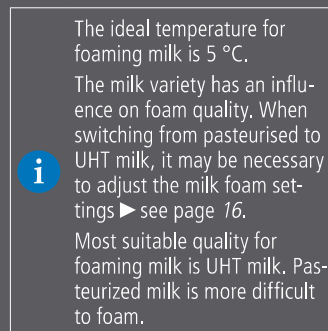 The ideal temperature for
foaming milk is 5 °C.
The milk variety has an influ-
ence on foam quality. When
switching from pasteurised to
UHT milk, it may be necessary
to adjust the milk foam set-
tings ► see page 16.
Most suitable quality for
foaming milk is UHT milk. Pas-
teurized milk is more difficult
to foam.